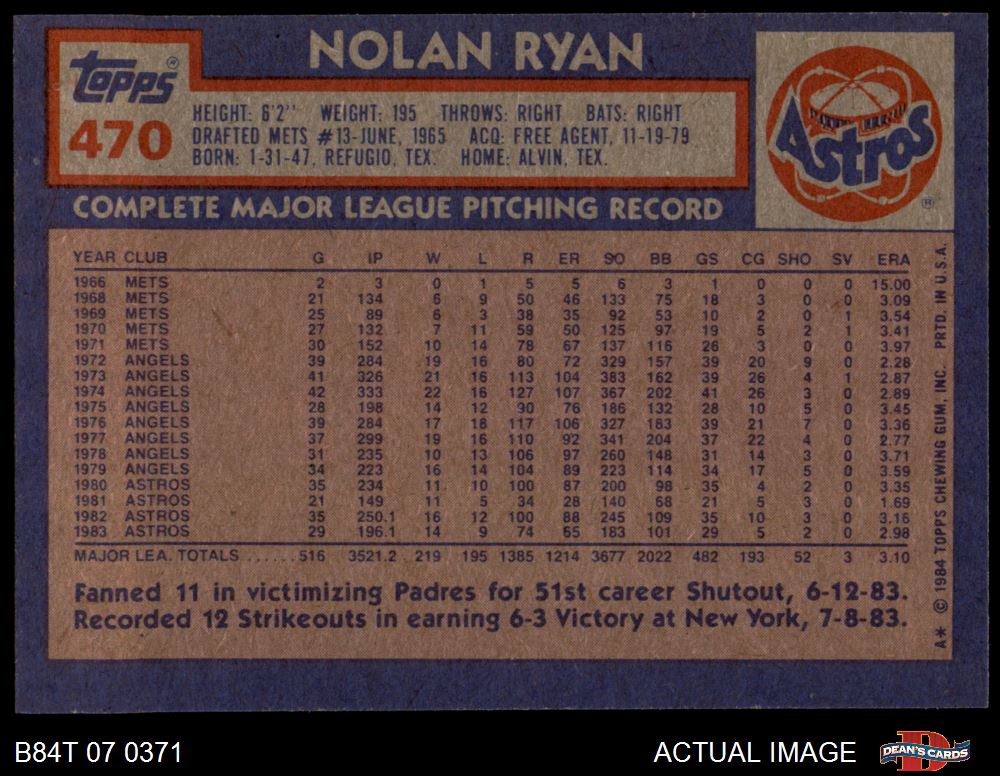 NOLAN RYAN
Topps®
470
HEIGHT: 6'2'' WEIGHT: 195 THROWS: RIGHT BATS: RIGHT
DRAFTED METS #13-JUNE, 1965 ACQ: FREE AGENT, 11-19-79
BORN: 1-31-47, REFUGIO, TEX. HOME: ALVIN, TEX.
Astros
®
COMPLETE MAJOR LEAGUE PITCHING RECORD
YEAR CLUB G IP W L R ER SO BB GS CG SHO SV ERA
1966 METS 2 3 0 1 5 5 6 3 1 0 0 0 15.00
1968 METS 21 134 6 9 50 46 133 75 18 3 0 0 3.09
1969 METS 25 89 6 3 38 35 92 53 10 2 0 1 3.54
1970 METS 27 132 7 11 59 50 125 97 19 5 2 1 3.41
1971 METS 30 152 10 14 78 67 137 116 26 3 0 0 3.97
1972 ANGELS 39 284 19 16 80 72 329 157 39 20 9 0 2.28
1973 ANGELS 41 326 21 16 113 104 383 162 39 26 4 1 2.87
1974 ANGELS 42 333 22 16 127 107 367 202 41 26 3 0 2.89
1975 ANGELS 28 198 14 12 90 76 186 132 28 10 5 0 3.45
1976 ANGELS 39 284 17 18 117 106 327 183 39 21 7 0 3.36
1977 ANGELS 37 299 19 16 110 92 341 204 37 22 4 0 2.77
1978 ANGELS 31 235 10 13 106 97 260 148 31 14 3 0 3.71
1979 ANGELS 34 223 16 14 104 89 223 114 34 17 5 0 3.59
1980 ASTROS 35 234 11 10 100 87 200 98 35 4 2 0 3.35
1981 ASTROS 21 149 11 5 34 28 140 68 21 5 3 0 1.69
1982 ASTROS 35 250.1 16 12 100 88 245 109 35 10 3 0 3.16
1983 ASTROS 29 196.1 14 9 74 65 183 101 29 5 2 0 2.98
MAJOR LEA. TOTALS ...... 516 3521.2 219 195 1385 1214 3677 2022 482 193 52 3 3.10
Fanned 11 in victimizing Padres for 51st career Shutout, 6-12-83.
Recorded 12 Strikeouts in earning 6-3 Victory at New York, 7-8-83.
A* © 1984 TOPPS CHEWING GUM, INC. PRTD. IN U.S.A.
B84T 07 0371
ACTUAL IMAGE
D
DEAN'S CARDS